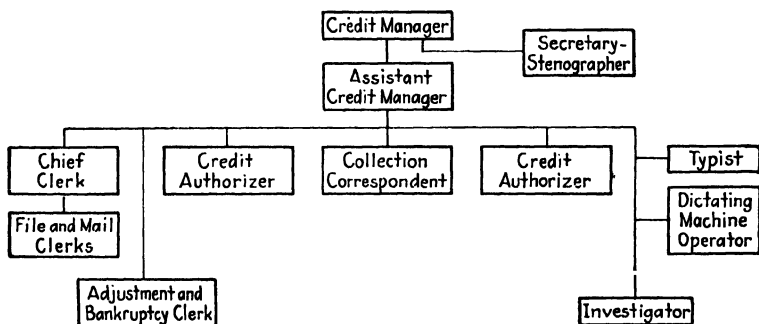 Credit Manager
Secretary-
Stenographer
Assistant
Credit Manager
Chief
Clerk
Credit
Authorizer
Collection
Correspondent
Credit
Authorizer
Typist
File and Mail
Clerks
Dictating
Machine
Operator
Adjustment and
Bankruptcy Clerk
Investigator